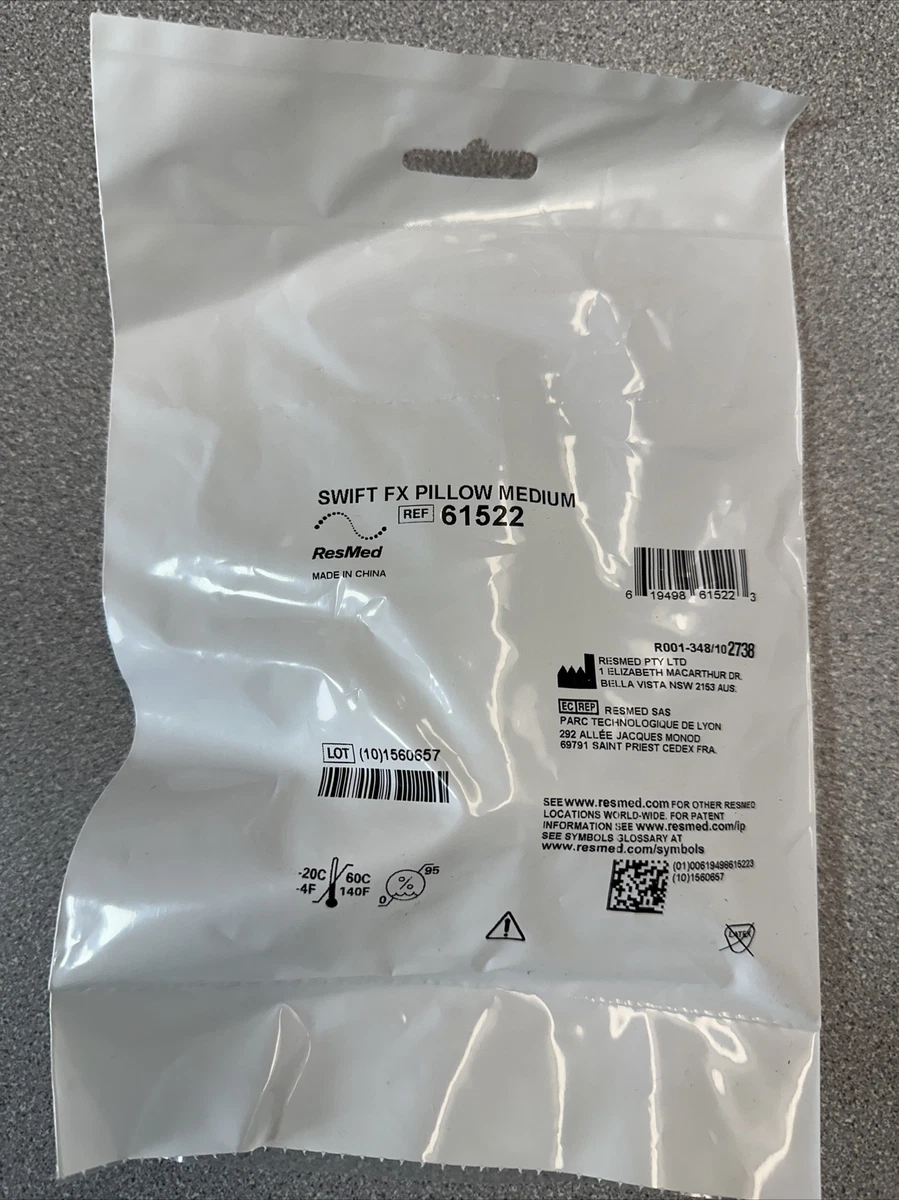 SWIFT FX PILLOW MEDIUM
REF 61522
ResMed
MADE IN CHINA
6 19498 61522 3
R001-348/10 2738
RESMED PTY LTD
1 ELIZABETH MACARTHUR DR.
BELLA VISTA NSW 2153 AUS.
EC REP RESMED SAS
PARC TECHNOLOGIQUE DE LYON
292 ALLÉE JACQUES MONOD
69791 SAINT PRIEST CEDEX FRA.
LOT (10)1560657
SEE www.resmed.com FOR OTHER RESMED
LOCATIONS WORLD-WIDE. FOR PATENT
INFORMATION SEE www.resmed.com/ip
SEE SYMBOLS GLOSSARY AT
www.resmed.com/symbols
(01)00619498615223
(10)1560657
-20C 60C
-4F 140F
% 95
0
LATEX